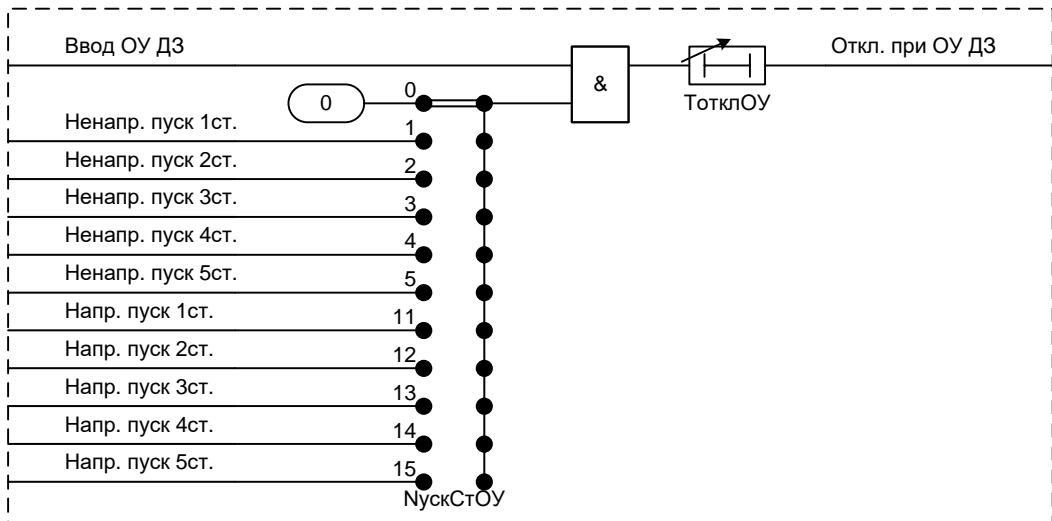 Ввод ОУ ДЗ
Откл. при ОУ ДЗ
&
ТотклОУ
0
0
Ненапр. пуск 1ст.
1
Ненапр. пуск 2ст.
2
Ненапр. пуск 3ст.
3
Ненапр. пуск 4ст.
4
Ненапр. пуск 5ст.
5
Напр. пуск 1ст.
11
Напр. пуск 2ст.
12
Напр. пуск 3ст.
13
Напр. пуск 4ст.
14
Напр. пуск 5ст.
15
NускСтОУ